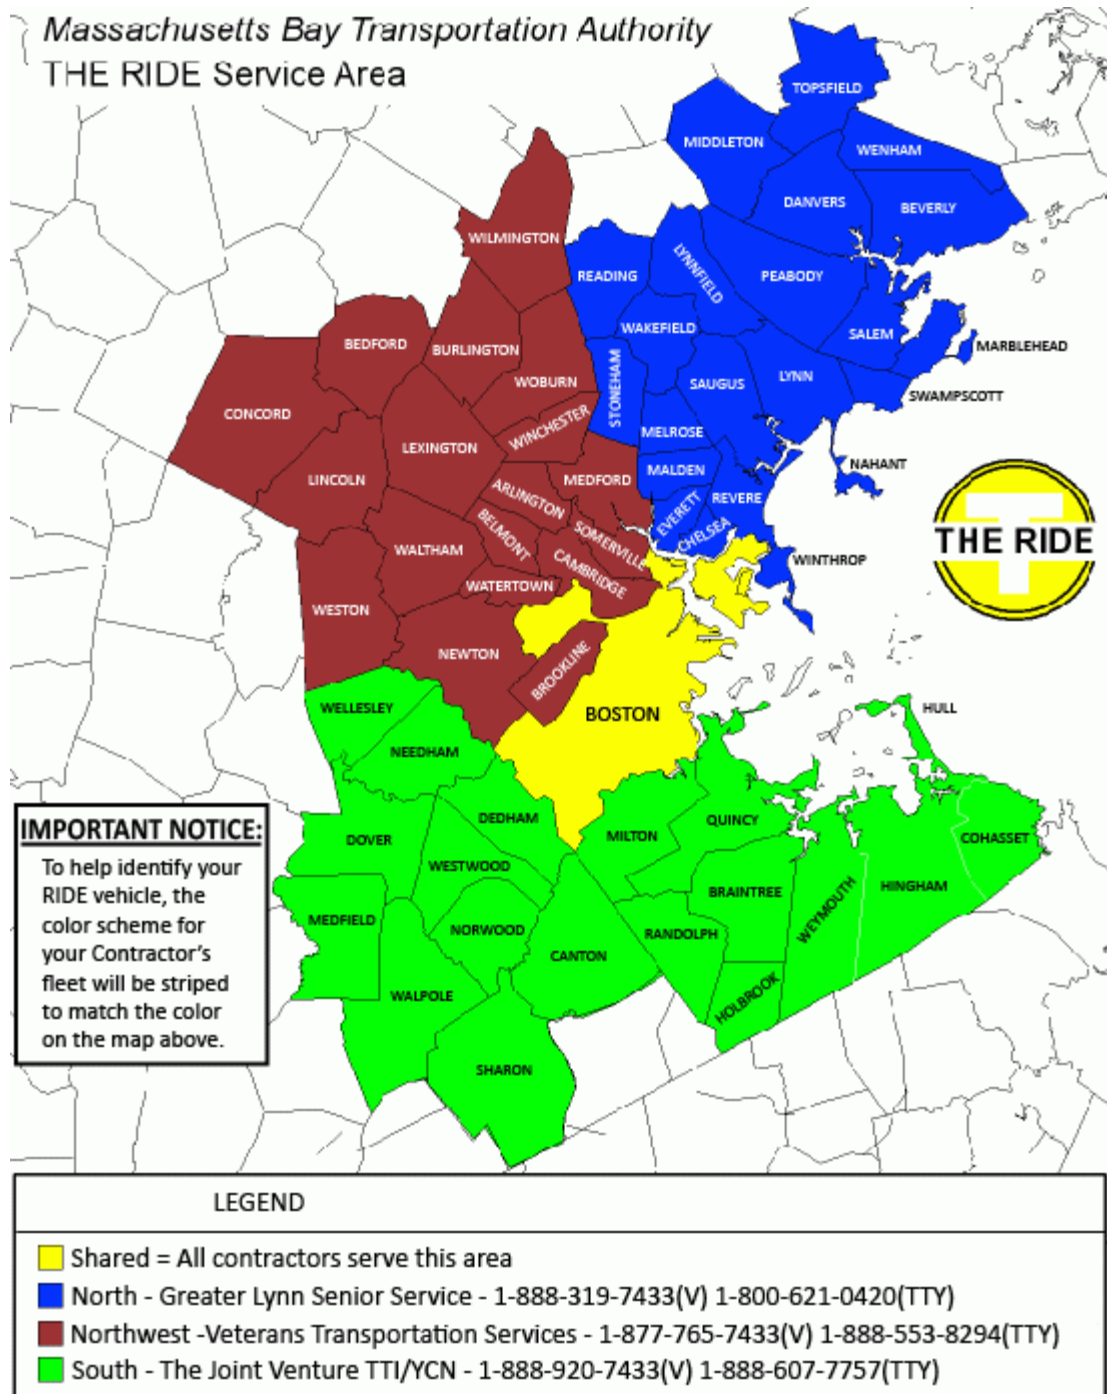 Massachusetts Bay Transportation Authority
THE RIDE Service Area
TOPSFIELD
MIDDLETON
WENHAM
DANVERS
BEVERLY
WILMINGTON
READING
LYNNFIELD
PEABODY
WAKEFIELD
SALEM
MARBLEHEAD
BEDFORD
BURLINGTON
WOBURN
STONEHAM
SAUGUS
LYNN
SWAMPSCOTT
CONCORD
WINCHESTER
MELROSE
LEXINGTON
NAHANT
LINCOLN
ARLINGTON
MEDFORD
MALDEN
EVERETT
REVERE
CHELSEA
BELMONT
SOMERVILLE
WALTHAM
CAMBRIDGE
WATERTOWN
WINTHROP
T
THE RIDE
WESTON
NEWTON
BROOKLINE
BOSTON
WELLESLEY
HULL
NEEDHAM
DEDHAM
MILTON
QUINCY
COHASSET
DOVER
WESTWOOD
BRAINTREE
WEYMOUTH
HINGHAM
MEDFIELD
NORWOOD
RANDOLPH
CANTON
WALPOLE
HOLBROOK
SHARON
IMPORTANT NOTICE:
To help identify your
RIDE vehicle, the
color scheme for
your Contractor's
fleet will be striped
to match the color
on the map above.
LEGEND
Shared = All contractors serve this area
North - Greater Lynn Senior Service - 1-888-319-7433(V) 1-800-621-0420(TTY)
Northwest -Veterans Transportation Services - 1-877-765-7433(V) 1-888-553-8294(TTY)
South - The Joint Venture TTI/YCN - 1-888-920-7433(V) 1-888-607-7757(TTY)